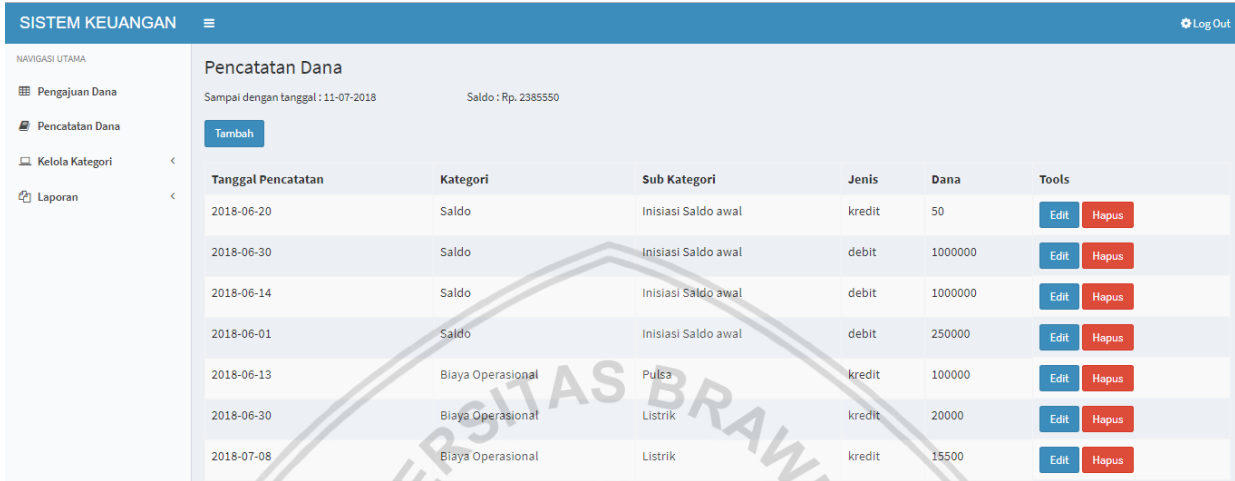 SISTEM KEUANGAN
Log Out
NAVIGASI UTAMA
Pengajuan Dana
Pencatatan Dana
Kelola Kategori
Laporan
Pencatatan Dana
Sampai dengan tanggal : 11-07-2018 Saldo : Rp. 2385550
Tambah
Tanggal Pencatatan Kategori Sub Kategori Jenis Dana Tools
2018-06-20 Saldo Inisiasi Saldo awal kredit 50 Edit Hapus
2018-06-30 Saldo Inisiasi Saldo awal debit 1000000 Edit Hapus
2018-06-14 Saldo Inisiasi Saldo awal debit 1000000 Edit Hapus
2018-06-01 Saldo Inisiasi Saldo awal debit 250000 Edit Hapus
2018-06-13 Biaya Operasional Pulsa kredit 100000 Edit Hapus
2018-06-30 Biaya Operasional Listrik kredit 20000 Edit Hapus
2018-07-08 Biaya Operasional Listrik kredit 15500 Edit Hapus
ERSITAS BRAW